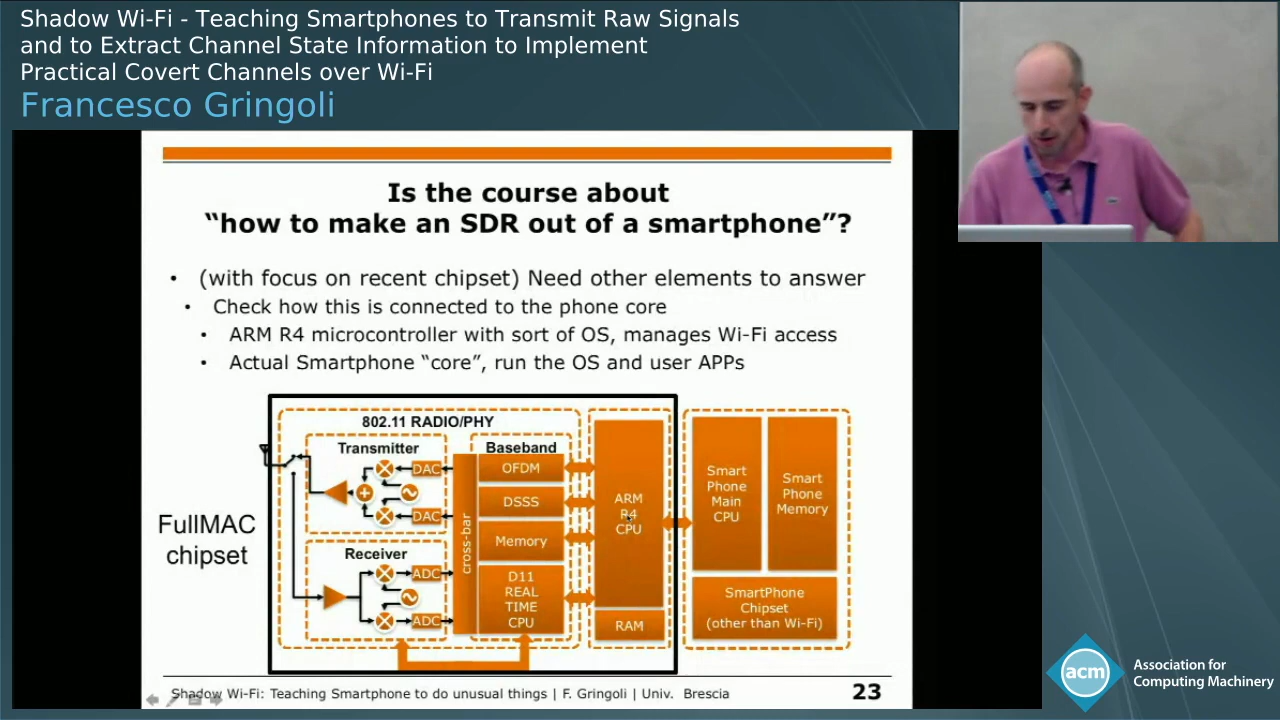 Shadow Wi-Fi - Teaching Smartphones to Transmit Raw Signals
and to Extract Channel State Information to Implement
Practical Covert Channels over Wi-Fi
Francesco Gringoli
Is the course about
“how to make an SDR out of a smartphone”?
• (with focus on recent chipset) Need other elements to answer
• Check how this is connected to the phone core
• ARM R4 microcontroller with sort of OS, manages Wi-Fi access
• Actual Smartphone “core”, run the OS and user APPs
FullMAC
chipset
802.11 RADIO/PHY
Transmitter
DAC
DAC
Receiver
ADC
ADC
cross-bar
Baseband
OFDM
DSSS
Memory
D11
REAL
TIME
CPU
ARM
R4
CPU
RAM
Smart
Phone
Main
CPU
Smart
Phone
Memory
SmartPhone
Chipset
(other than Wi-Fi)
Shadow Wi-Fi: Teaching Smartphone to do unusual things | F. Gringoli | Univ. Brescia
23
acm
Association for
Computing Machinery